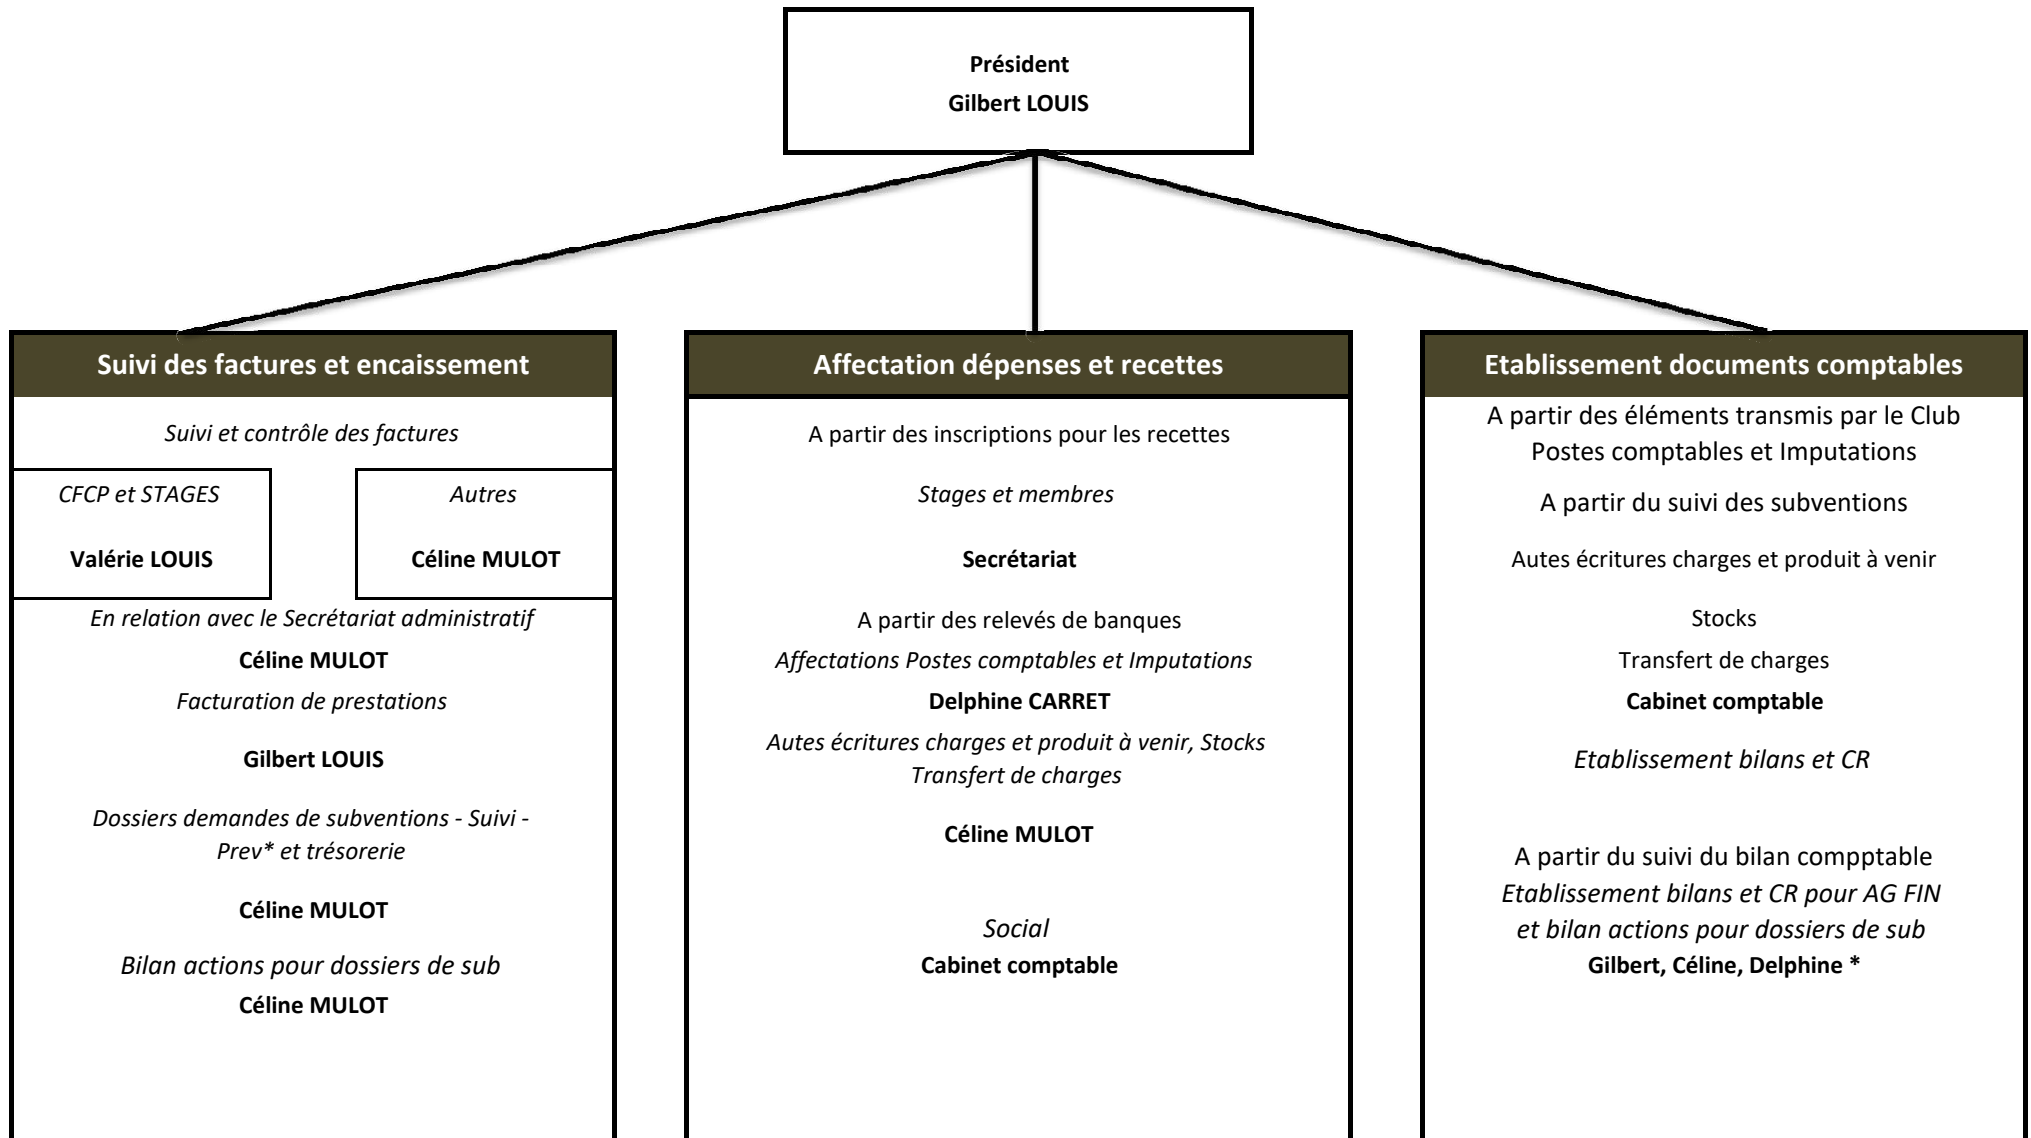 Président
Gilbert LOUIS
Suivi des factures et encaissement
Suivi et contrôle des factures
CFCP et STAGES
Valérie LOUIS
Autres
Céline MULOT
En relation avec le Secrétariat administratif
Céline MULOT
Facturation de prestations
Gilbert LOUIS
Dossiers demandes de subventions - Suivi -
Prev* et trésorerie
Céline MULOT
Bilan actions pour dossiers de sub
Céline MULOT
Affectation dépenses et recettes
A partir des inscriptions pour les recettes
Stages et membres
Secrétariat
A partir des relevés de banques
Affectations Postes comptables et Imputations
Delphine CARRET
Autes écritures charges et produit à venir, Stocks
Transfert de charges
Céline MULOT
Social
Cabinet comptable
Etablissement documents comptables
A partir des éléments transmis par le Club
Postes comptables et Imputations
A partir du suivi des subventions
Autes écritures charges et produit à venir
Stocks
Transfert de charges
Cabinet comptable
Etablissement bilans et CR
A partir du suivi du bilan compptable
Etablissement bilans et CR pour AG FIN
et bilan actions pour dossiers de sub
Gilbert, Céline, Delphine *